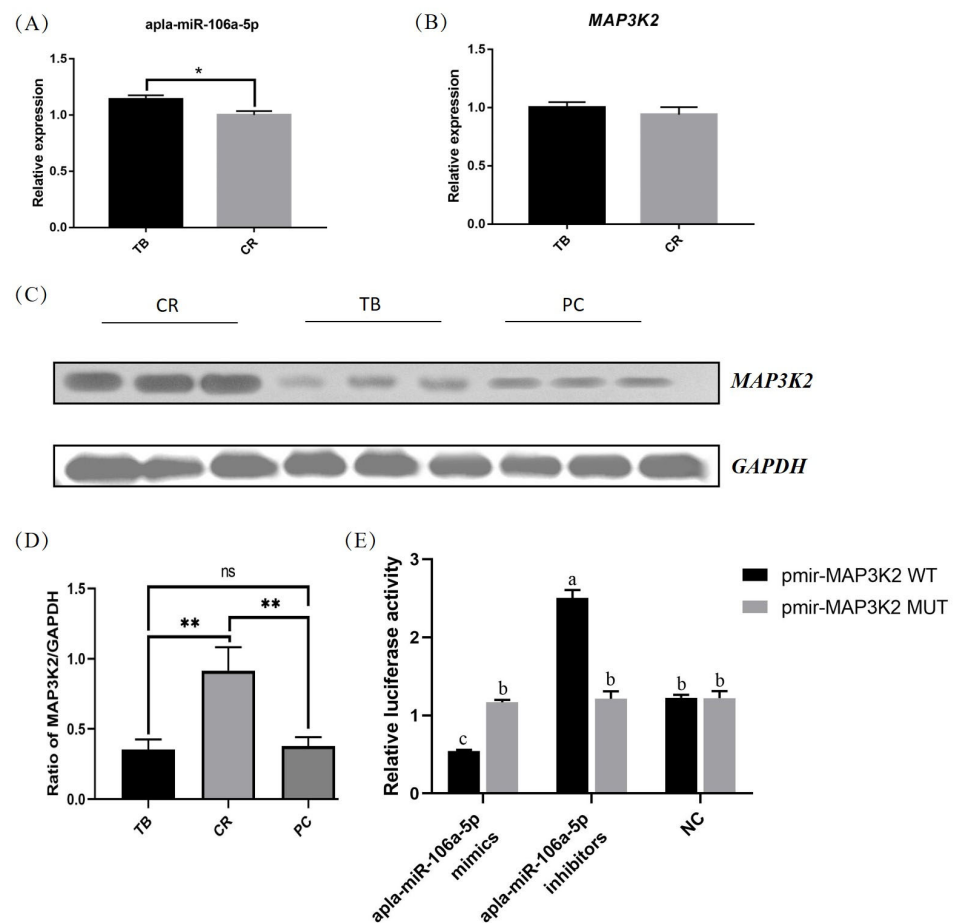 (A)
apla-miR-106a-5p
Relative expression
1.5
1.0
0.5
0.0
*
TB
CR
(B)
MAP3K2
Relative expression
1.5
1.0
0.5
0.0
TB
CR
(C)
CR
TB
PC
MAP3K2
GAPDH
(D)
Ratio of MAP3K2/GAPDH
1.5
1.0
0.5
0.0
ns
**
**
TB
CR
PC
(E)
Relative luciferase activity
3
2
1
0
c
b
a
b
b
b
apla-miR-106a-5p
mimics
apla-miR-106a-5p
inhibitors
NC
pmir-MAP3K2 WT
pmir-MAP3K2 MUT